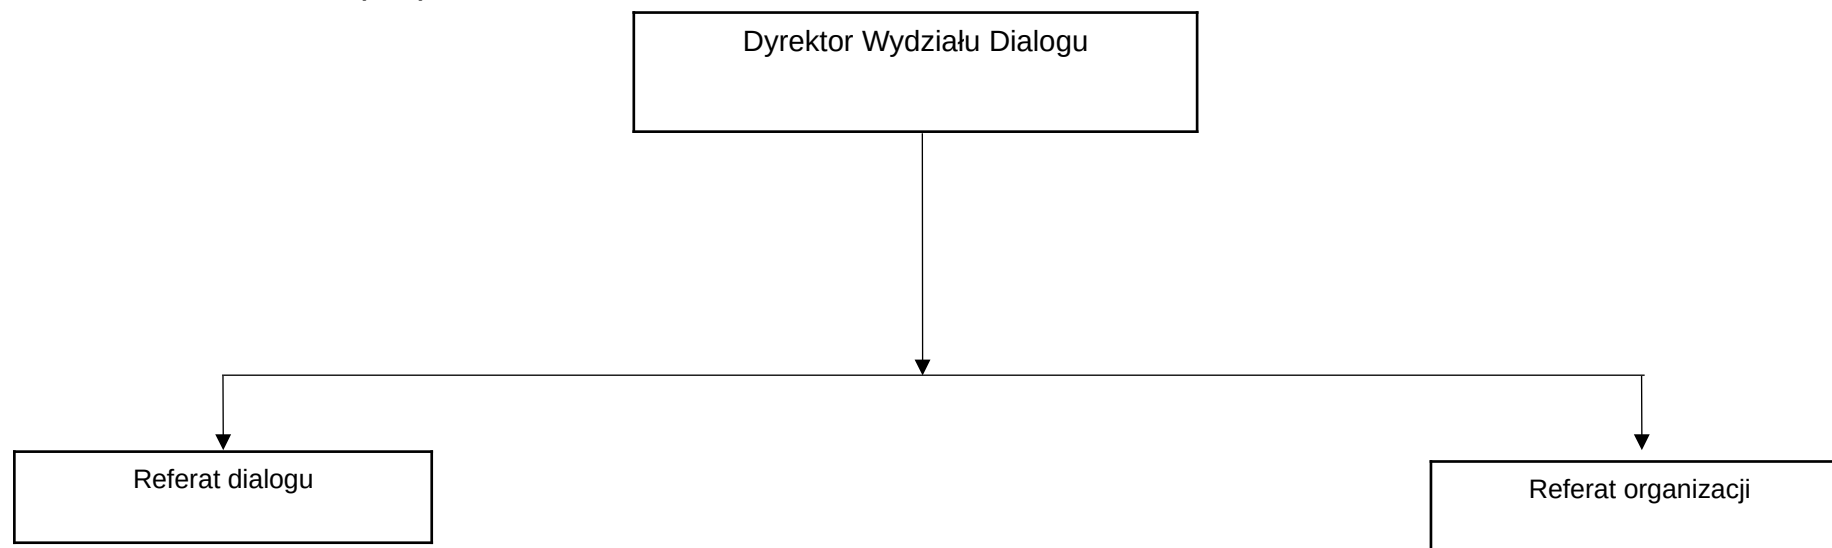 Dyrektor Wydziału Dialogu
Referat dialogu
Referat organizacji